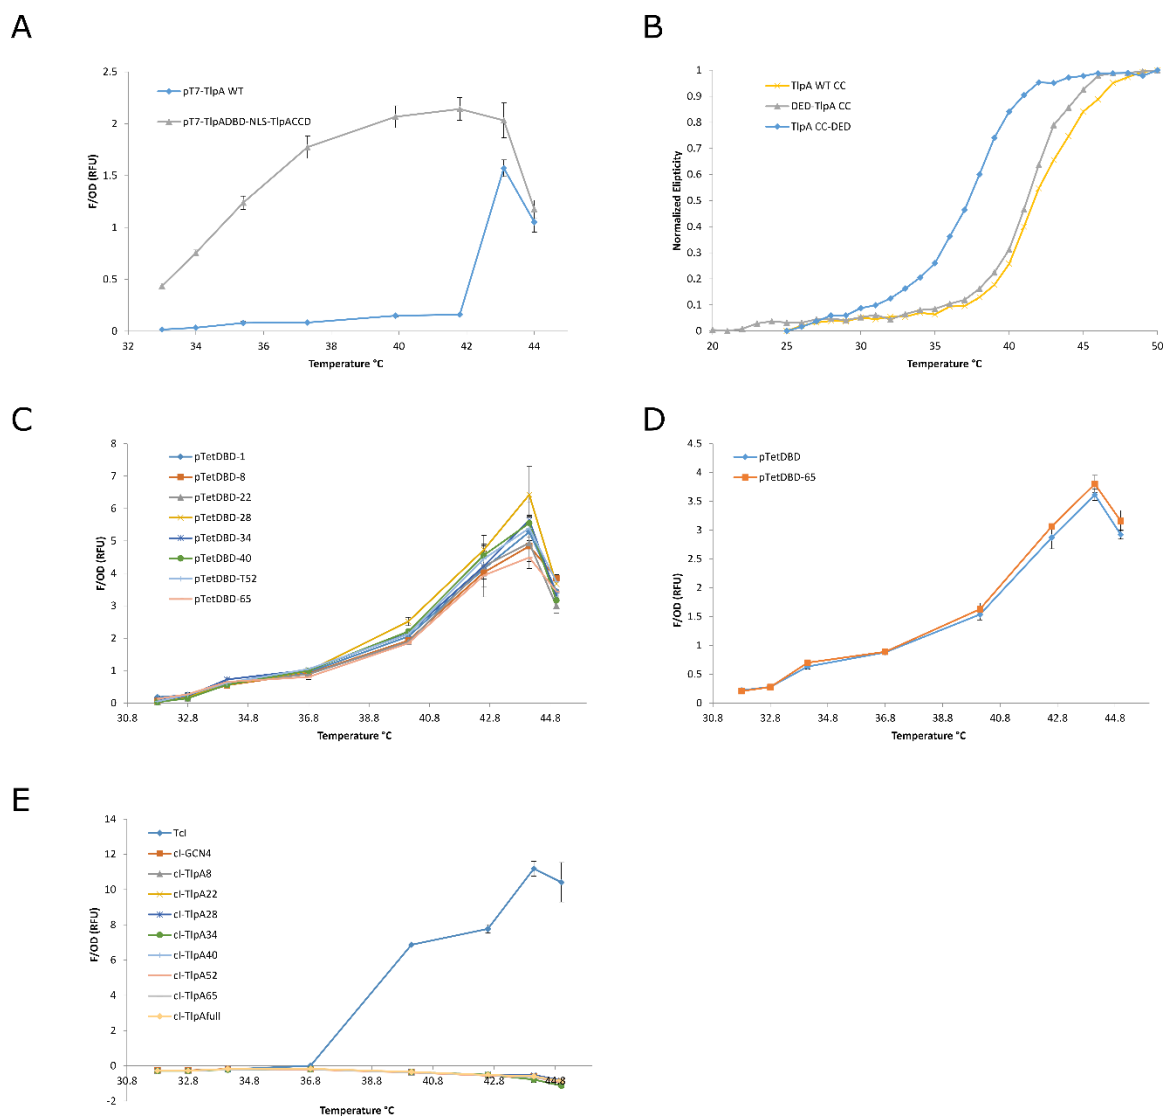 A
B
2.5
2
1.5
1
0.5
0
F/OD (RFU)
pT7-TlpA WT
pT7-TlpADBD-NLS-TlpACCD
32 34 36 38 40 42 44
Temperature °C
1
0.9
0.8
0.7
0.6
0.5
0.4
0.3
0.2
0.1
0
Normalized Elipticity
TlpA WT CC
DED-TlpA CC
TlpA CC-DED
20 25 30 35 40 45 50
Temperature °C
C
D
8
7
6
5
4
3
2
1
0
F/OD (RFU)
pTetDBD-1
pTetDBD-8
pTetDBD-22
pTetDBD-28
pTetDBD-34
pTetDBD-40
pTetDBD-T52
pTetDBD-65
30.8 32.8 34.8 36.8 38.8 40.8 42.8 44.8
Temperature °C
4.5
4
3.5
3
2.5
2
1.5
1
0.5
0
F/OD (RFU)
pTetDBD
pTetDBD-65
30.8 32.8 34.8 36.8 38.8 40.8 42.8 44.8
Temperature °C
E
14
12
10
8
6
4
2
0
-2
F/OD (RFU)
TcI
cI-GCN4
cI-TlpA8
cI-TlpA22
cI-TlpA28
cI-TlpA34
cI-TlpA40
cI-TlpA52
cI-TlpA65
cI-TlpAfull
30.8 32.8 34.8 36.8 38.8 40.8 42.8 44.8
Temperature °C